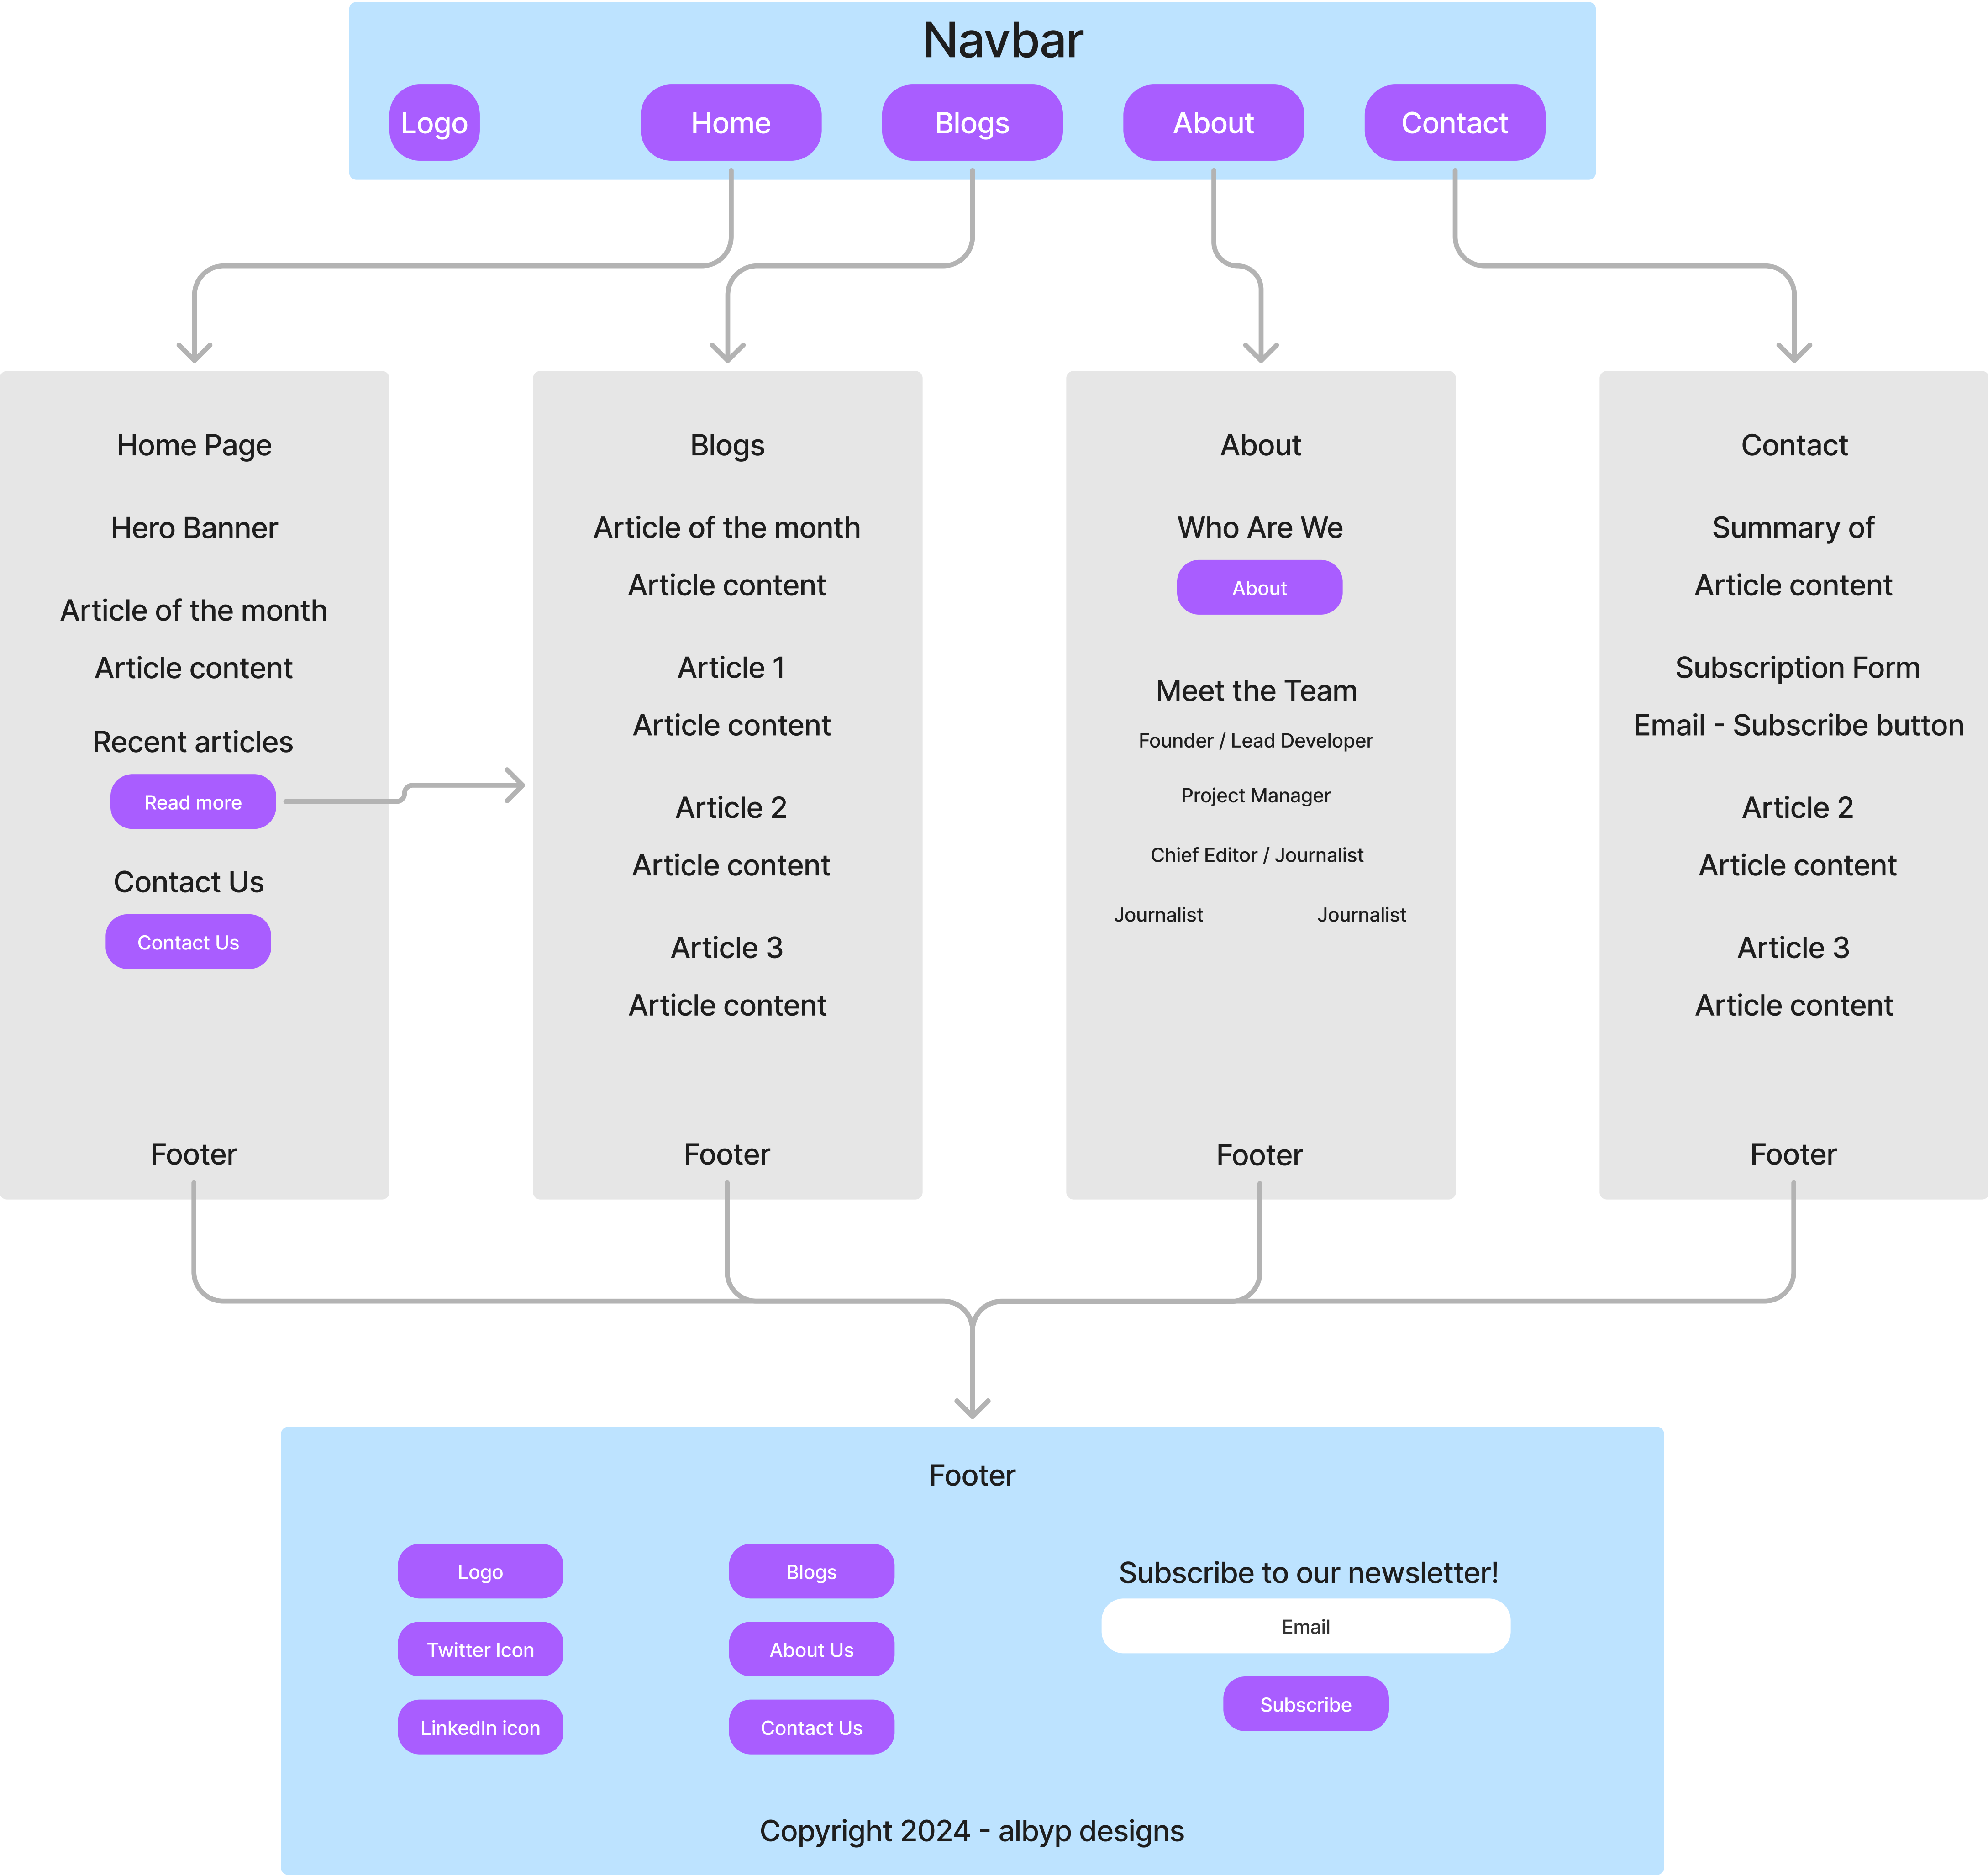 Navbar
Logo
Home
Blogs
About
Contact
Home Page
Hero Banner
Article of the month
Article content
Recent articles
Read more
Contact Us
Contact Us
Footer
Blogs
Article of the month
Article content
Article 1
Article content
Article 2
Article content
Article 3
Article content
Footer
About
Who Are We
About
Meet the Team
Founder / Lead Developer
Project Manager
Chief Editor / Journalist
Journalist
Journalist
Footer
Contact
Summary of
Article content
Subscription Form
Email - Subscribe button
Article 2
Article content
Article 3
Article content
Footer
Footer
Logo
Twitter Icon
LinkedIn icon
Blogs
About Us
Contact Us
Subscribe to our newsletter!
Email
Subscribe
Copyright 2024 - albyp designs